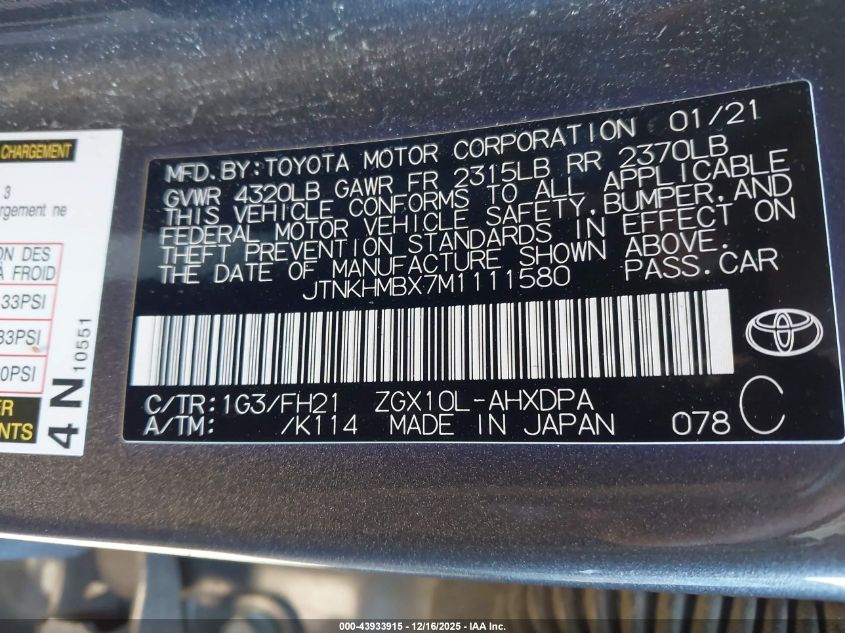 CHARGEMENT
3
rgement ne
ON DES
À FROID
33PSI
33PSI
0PSI
ER
ENTS
4 N 10551
MFD.BY:TOYOTA MOTOR CORPORATION 01/21
GVWR 4320LB GAWR FR 2315LB RR 2370LB
THIS VEHICLE CONFORMS TO ALL APPLICABLE
FEDERAL MOTOR VEHICLE SAFETY,BUMPER,AND
THEFT PREVENTION STANDARDS IN EFFECT ON
THE DATE OF MANUFACTURE SHOWN ABOVE.
JTNKHMBX7M1111580 PASS.CAR
C/TR:1G3/FH21 ZGX10L-AHXDPA
A/TM: /K114 MADE IN JAPAN 078 C
000-43933915 - 12/16/2025 - IAA Inc.